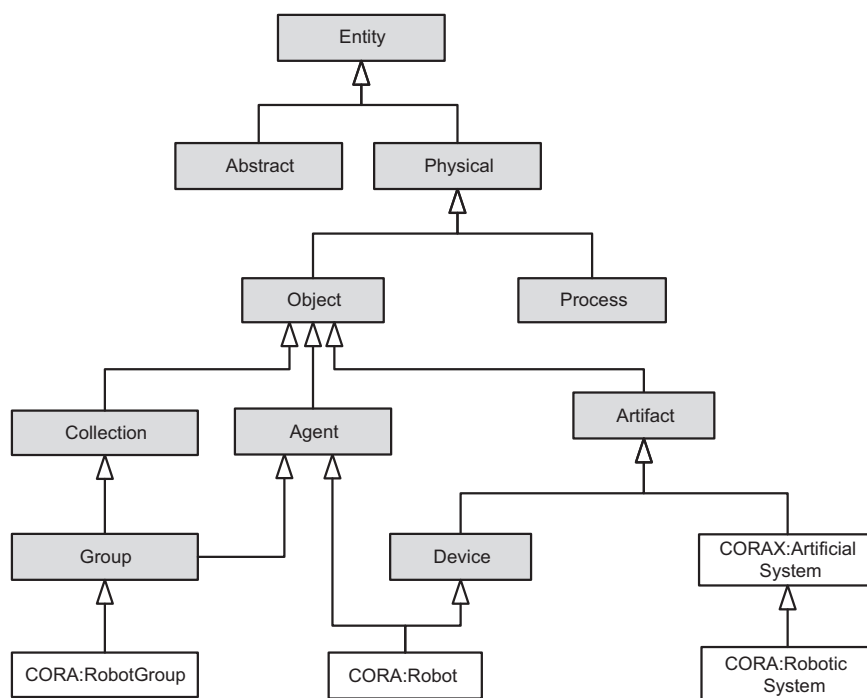 Entity
Abstract
Physical
Object
Process
Collection
Agent
Artifact
Group
Device
CORAX:Artificial
System
CORA:RobotGroup
CORA:Robot
CORA:Robotic
System